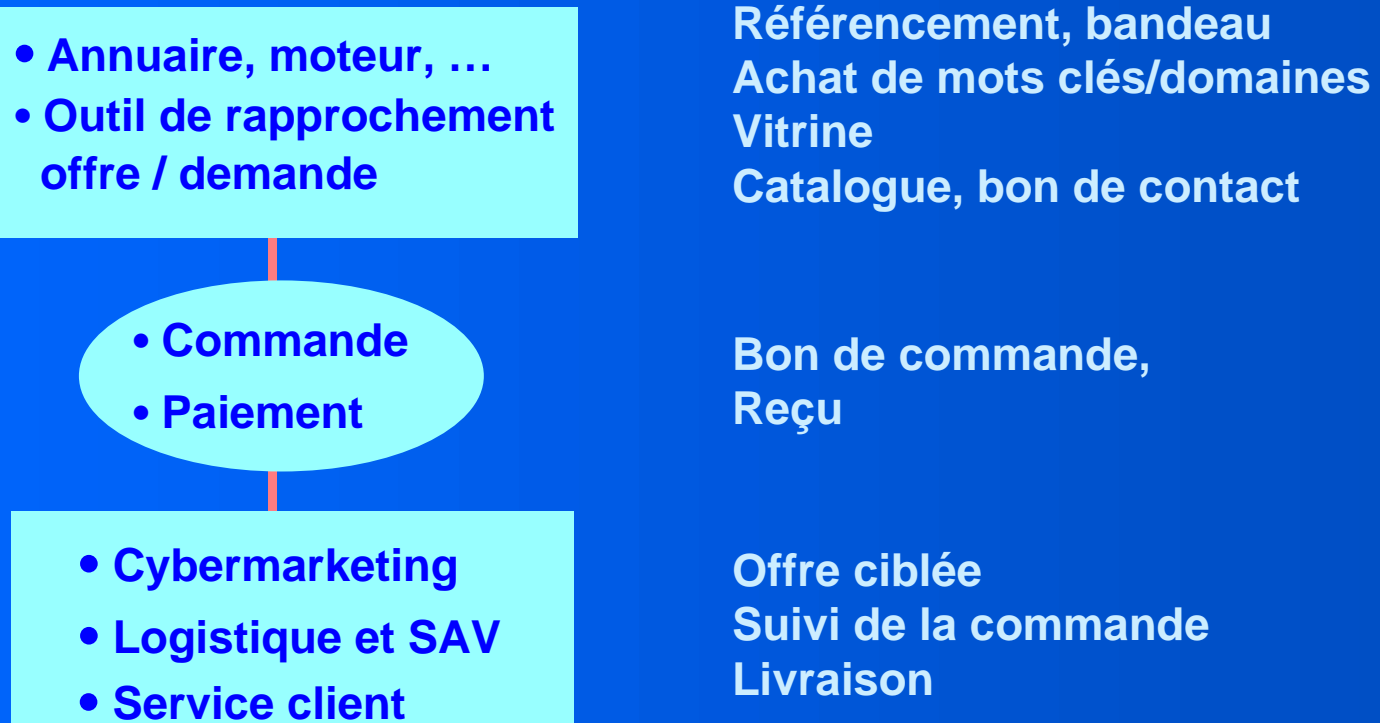 • Annuaire, moteur, …
• Outil de rapprochement
offre / demande
Référencement, bandeau
Achat de mots clés/domaines
Vitrine
Catalogue, bon de contact
• Commande
• Paiement
Bon de commande,
Reçu
• Cybermarketing
• Logistique et SAV
• Service client
Offre ciblée
Suivi de la commande
Livraison